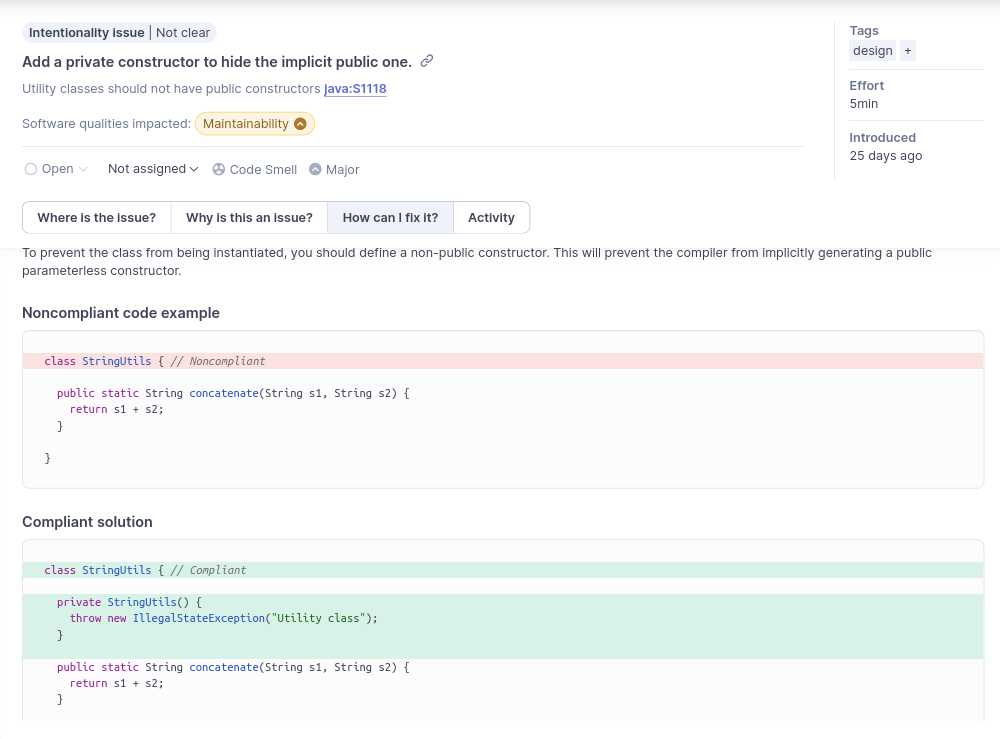 Intentionality issue | Not clear
Add a private constructor to hide the implicit public one.
Utility classes should not have public constructors java:S1118
Software qualities impacted: Maintainability
Open Not assigned Code Smell Major
Tags
design +
Effort
5min
Introduced
25 days ago
Where is the issue? Why is this an issue? How can I fix it? Activity
To prevent the class from being instantiated, you should define a non-public constructor. This will prevent the compiler from implicitly generating a public
parameterless constructor.
Noncompliant code example
class StringUtils { // Noncompliant
public static String concatenate(String s1, String s2) {
return s1 + s2;
}
}
Compliant solution
class StringUtils { // Compliant
private StringUtils() {
throw new IllegalStateException("Utility class");
}
public static String concatenate(String s1, String s2) {
return s1 + s2;
}